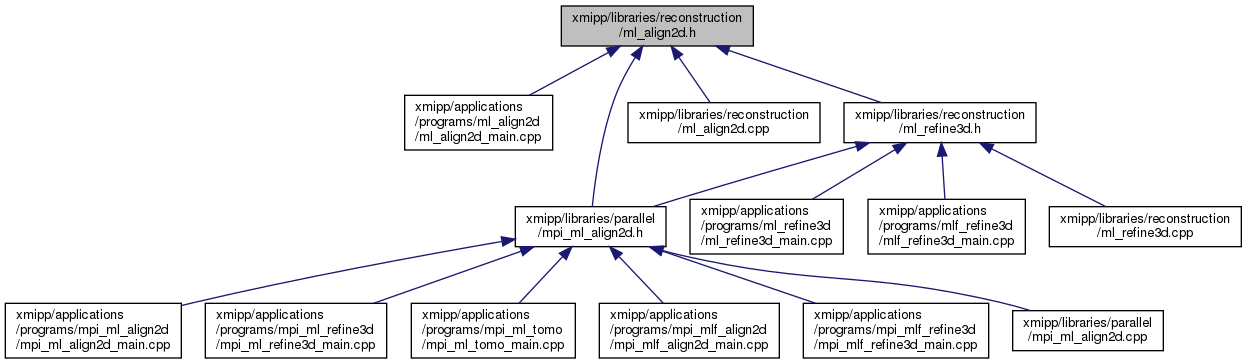 xmipp/libraries/reconstruction
/ml_align2d.h
xmipp/applications
/programs/ml_align2d
/ml_align2d_main.cpp
xmipp/libraries/reconstruction
/ml_align2d.cpp
xmipp/libraries/reconstruction
/ml_refine3d.h
xmipp/libraries/parallel
/mpi_ml_align2d.h
xmipp/applications
/programs/ml_refine3d
/ml_refine3d_main.cpp
xmipp/applications
/programs/mlf_refine3d
/mlf_refine3d_main.cpp
xmipp/libraries/reconstruction
/ml_refine3d.cpp
xmipp/applications
/programs/mpi_ml_align2d
/mpi_ml_align2d_main.cpp
xmipp/applications
/programs/mpi_ml_refine3d
/mpi_ml_refine3d_main.cpp
xmipp/applications
/programs/mpi_ml_tomo
/mpi_ml_tomo_main.cpp
xmipp/applications
/programs/mpi_mlf_align2d
/mpi_mlf_align2d_main.cpp
xmipp/applications
/programs/mpi_mlf_refine3d
/mpi_mlf_refine3d_main.cpp
xmipp/libraries/parallel
/mpi_ml_align2d.cpp